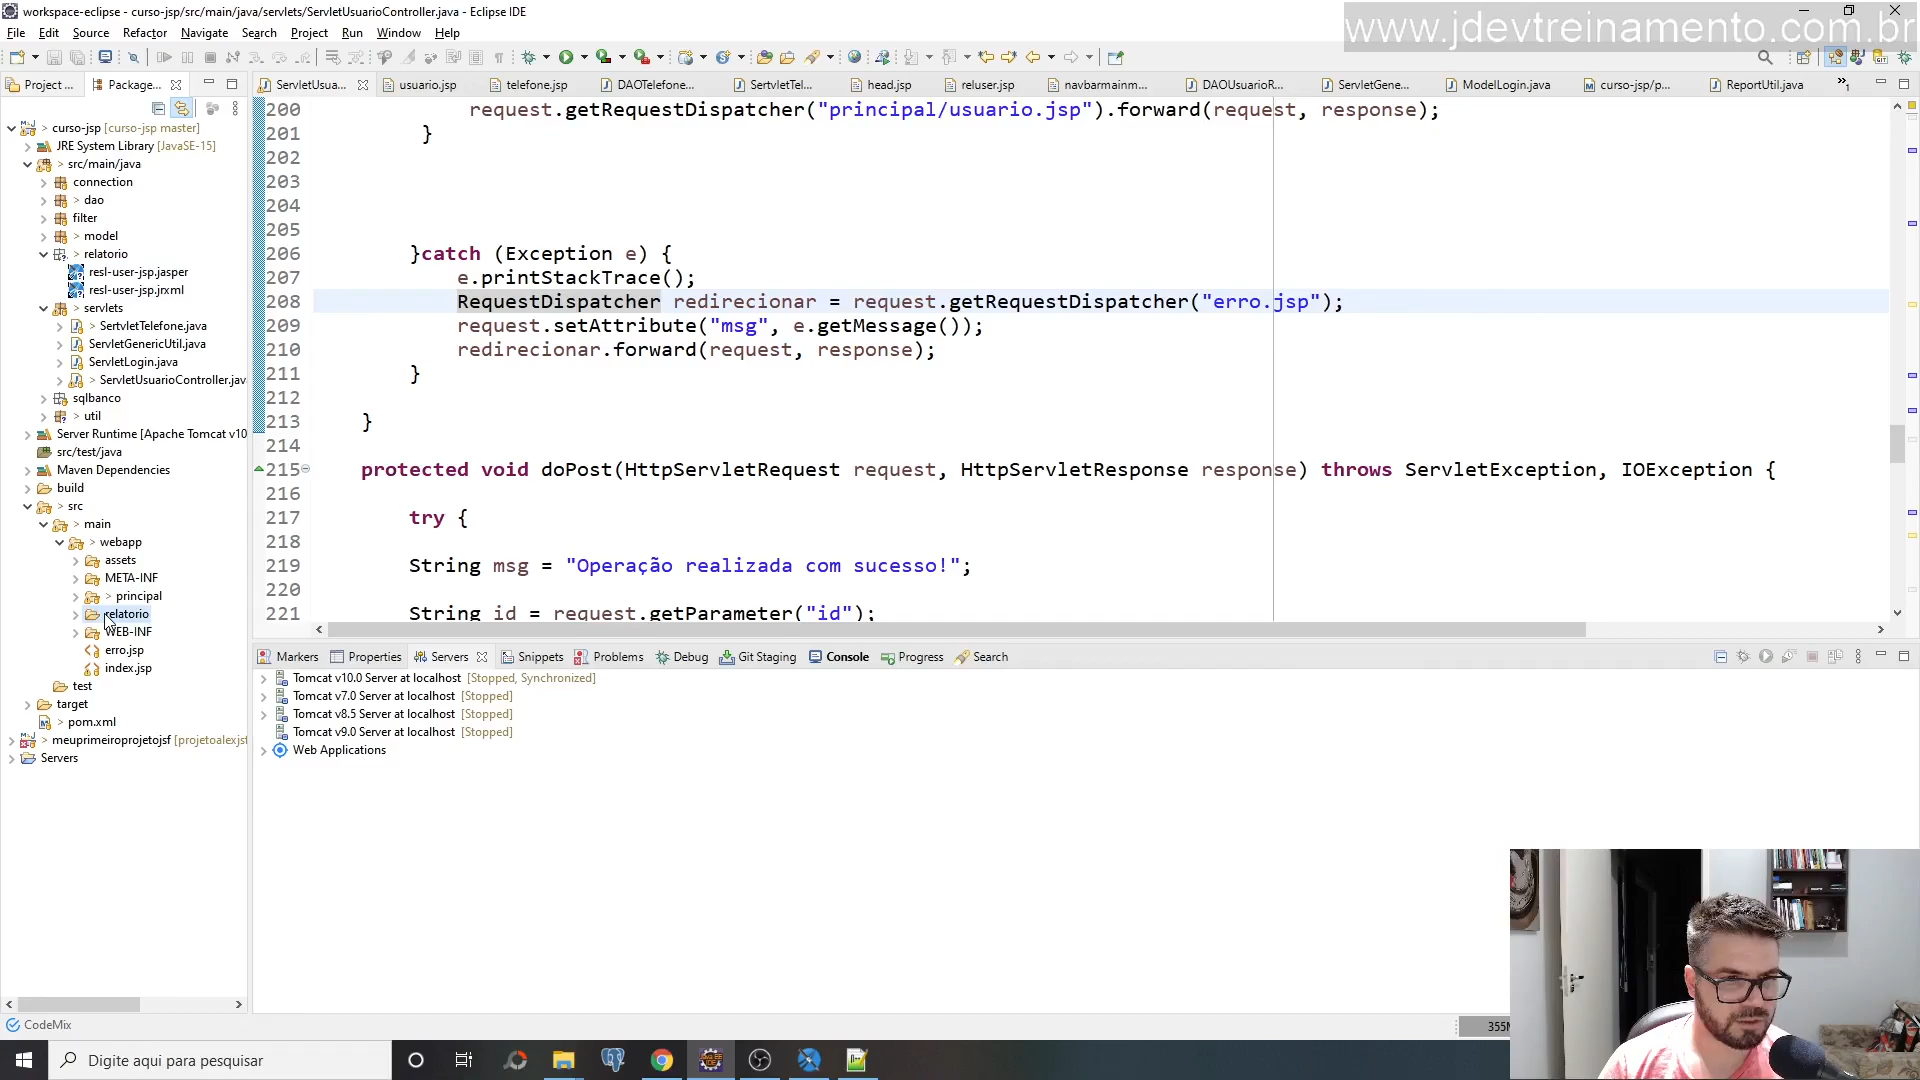 workspace-eclipse - curso-jsp/src/main/java/servlets/ServletUsuarioController.java - Eclipse IDE
www.jdevtreinamento.com.br
File Edit Source Refactor Navigate Search Project Run Window Help
Project ... Package...
ServletUsua... usuario.jsp telefone.jsp DAOTelefone... SertvletTel... head.jsp reluser.jsp navbarmainm... DAOUsuarioR... ServletGene... ModelLogin.java curso-jsp/p... ReportUtil.java
> curso-jsp [curso-jsp master]
JRE System Library [JavaSE-15]
> src/main/java
connection
> dao
filter
> model
> relatorio
resl-user-jsp.jasper
resl-user-jsp.jrxml
> servlets
> SertvletTelefone.java
ServletGenericUtil.java
ServletLogin.java
> ServletUsuarioController.java
sqlbanco
> util
Server Runtime [Apache Tomcat v10
src/test/java
Maven Dependencies
build
> src
> main
> webapp
assets
META-INF
> principal
relatorio
WEB-INF
erro.jsp
index.jsp
test
target
> pom.xml
> meuprimeiroprojetojsf [projetoalexjsf
Servers
200 request.getRequestDispatcher("principal/usuario.jsp").forward(request, response);
201 }
202
203
204
205
206 }catch (Exception e) {
207 e.printStackTrace();
208 RequestDispatcher redirecionar = request.getRequestDispatcher("erro.jsp");
209 request.setAttribute("msg", e.getMessage());
210 redirecionar.forward(request, response);
211 }
212
213 }
214
215 protected void doPost(HttpServletRequest request, HttpServletResponse response) throws ServletException, IOException {
216
217 try {
218
219 String msg = "Operação realizada com sucesso!";
220
221 String id = request.getParameter("id");
Markers Properties Servers Snippets Problems Debug Git Staging Console Progress Search
Tomcat v10.0 Server at localhost [Stopped, Synchronized]
Tomcat v7.0 Server at localhost [Stopped]
Tomcat v8.5 Server at localhost [Stopped]
Tomcat v9.0 Server at localhost [Stopped]
Web Applications
CodeMix
355M
Digite aqui para pesquisar